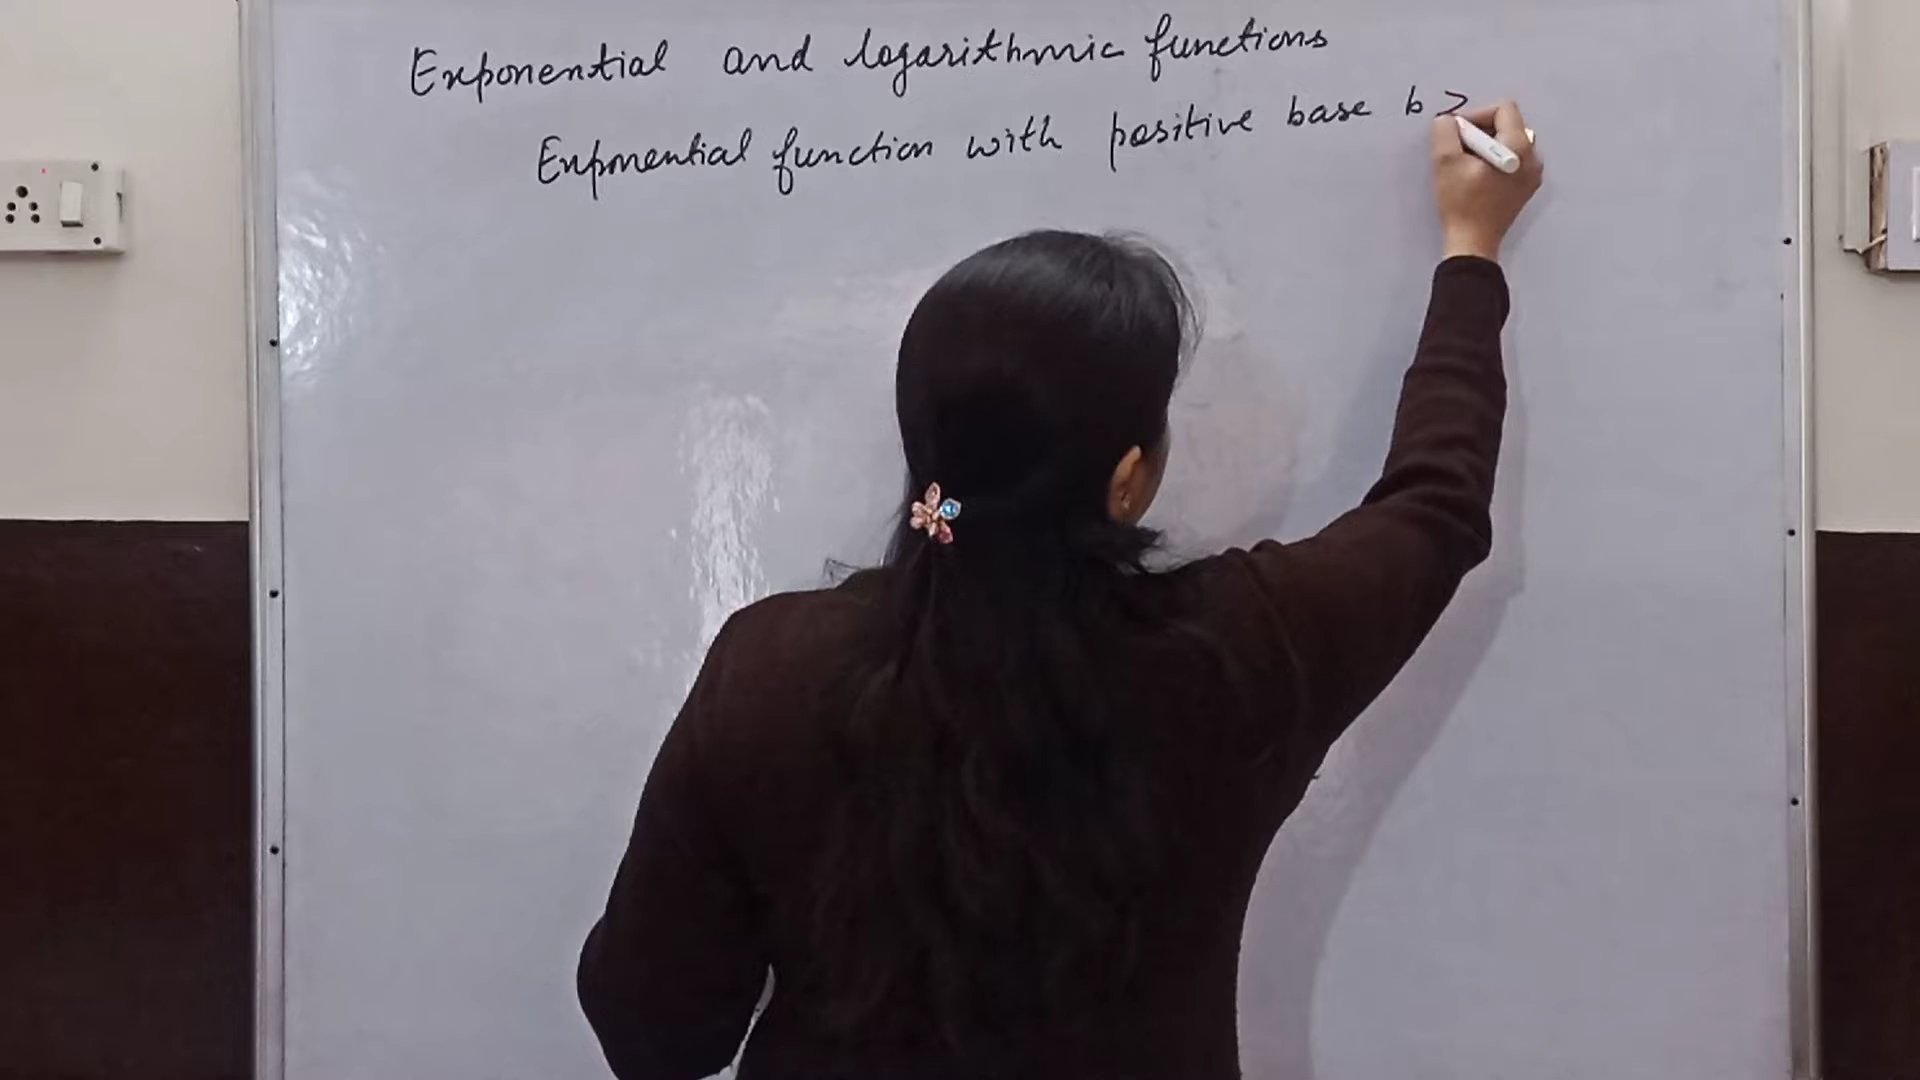 Exponential and logarithmic functions
Exponential function with positive base b >